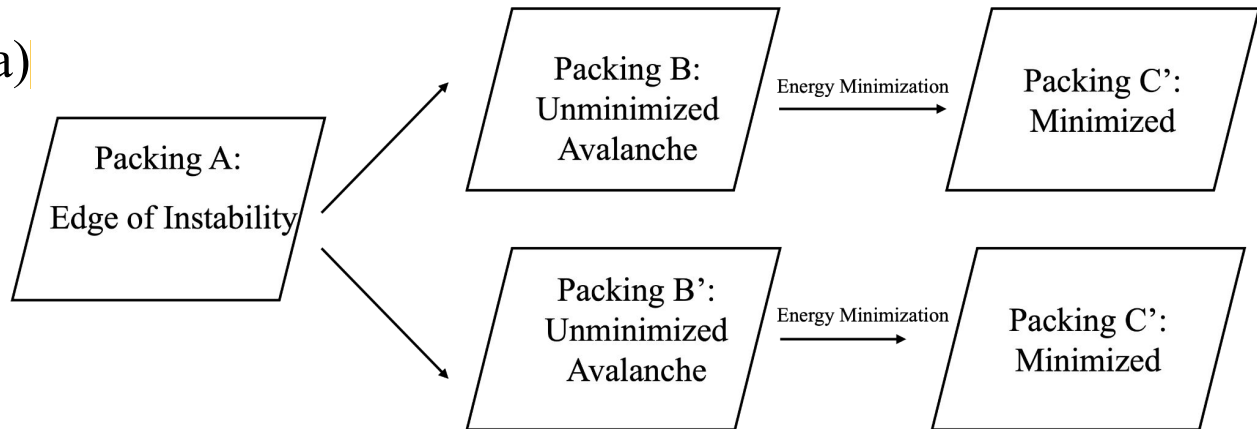 a)
Packing A:
Edge of Instability
Packing B:
Unminimized
Avalanche
Energy Minimization
Packing C’:
Minimized
Packing B’:
Unminimized
Avalanche
Energy Minimization
Packing C’:
Minimized